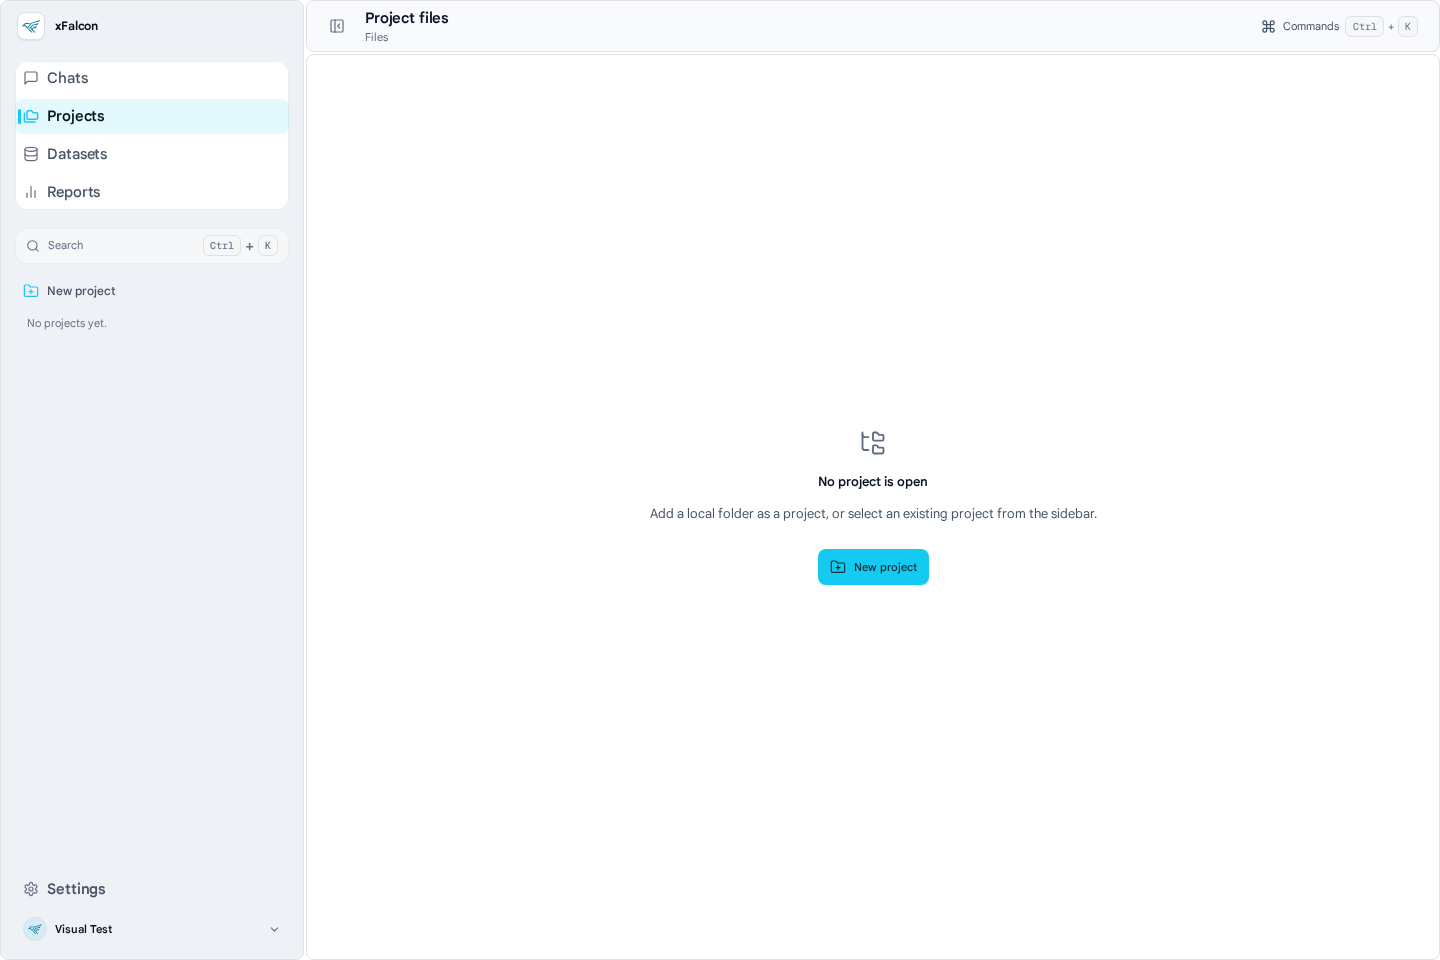 xFalcon
Chats
Projects
Datasets
Reports
Search Ctrl + K
New project
No projects yet.
Settings
Visual Test
Project files
Files
Commands Ctrl + K
No project is open
Add a local folder as a project, or select an existing project from the sidebar.
New project